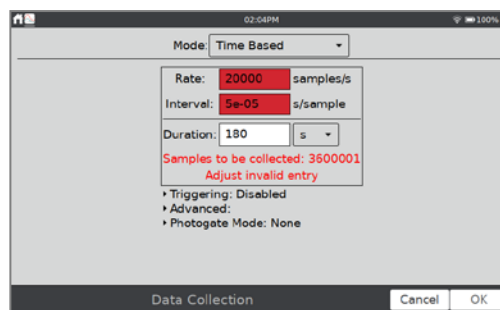 02:04PM 100%
Mode: Time Based
Rate: 20000 samples/s
Interval: 5e-05 s/sample
Duration: 180 s
Samples to be collected: 3600001
Adjust invalid entry
Triggering: Disabled
Advanced:
Photogate Mode: None
Data Collection Cancel OK